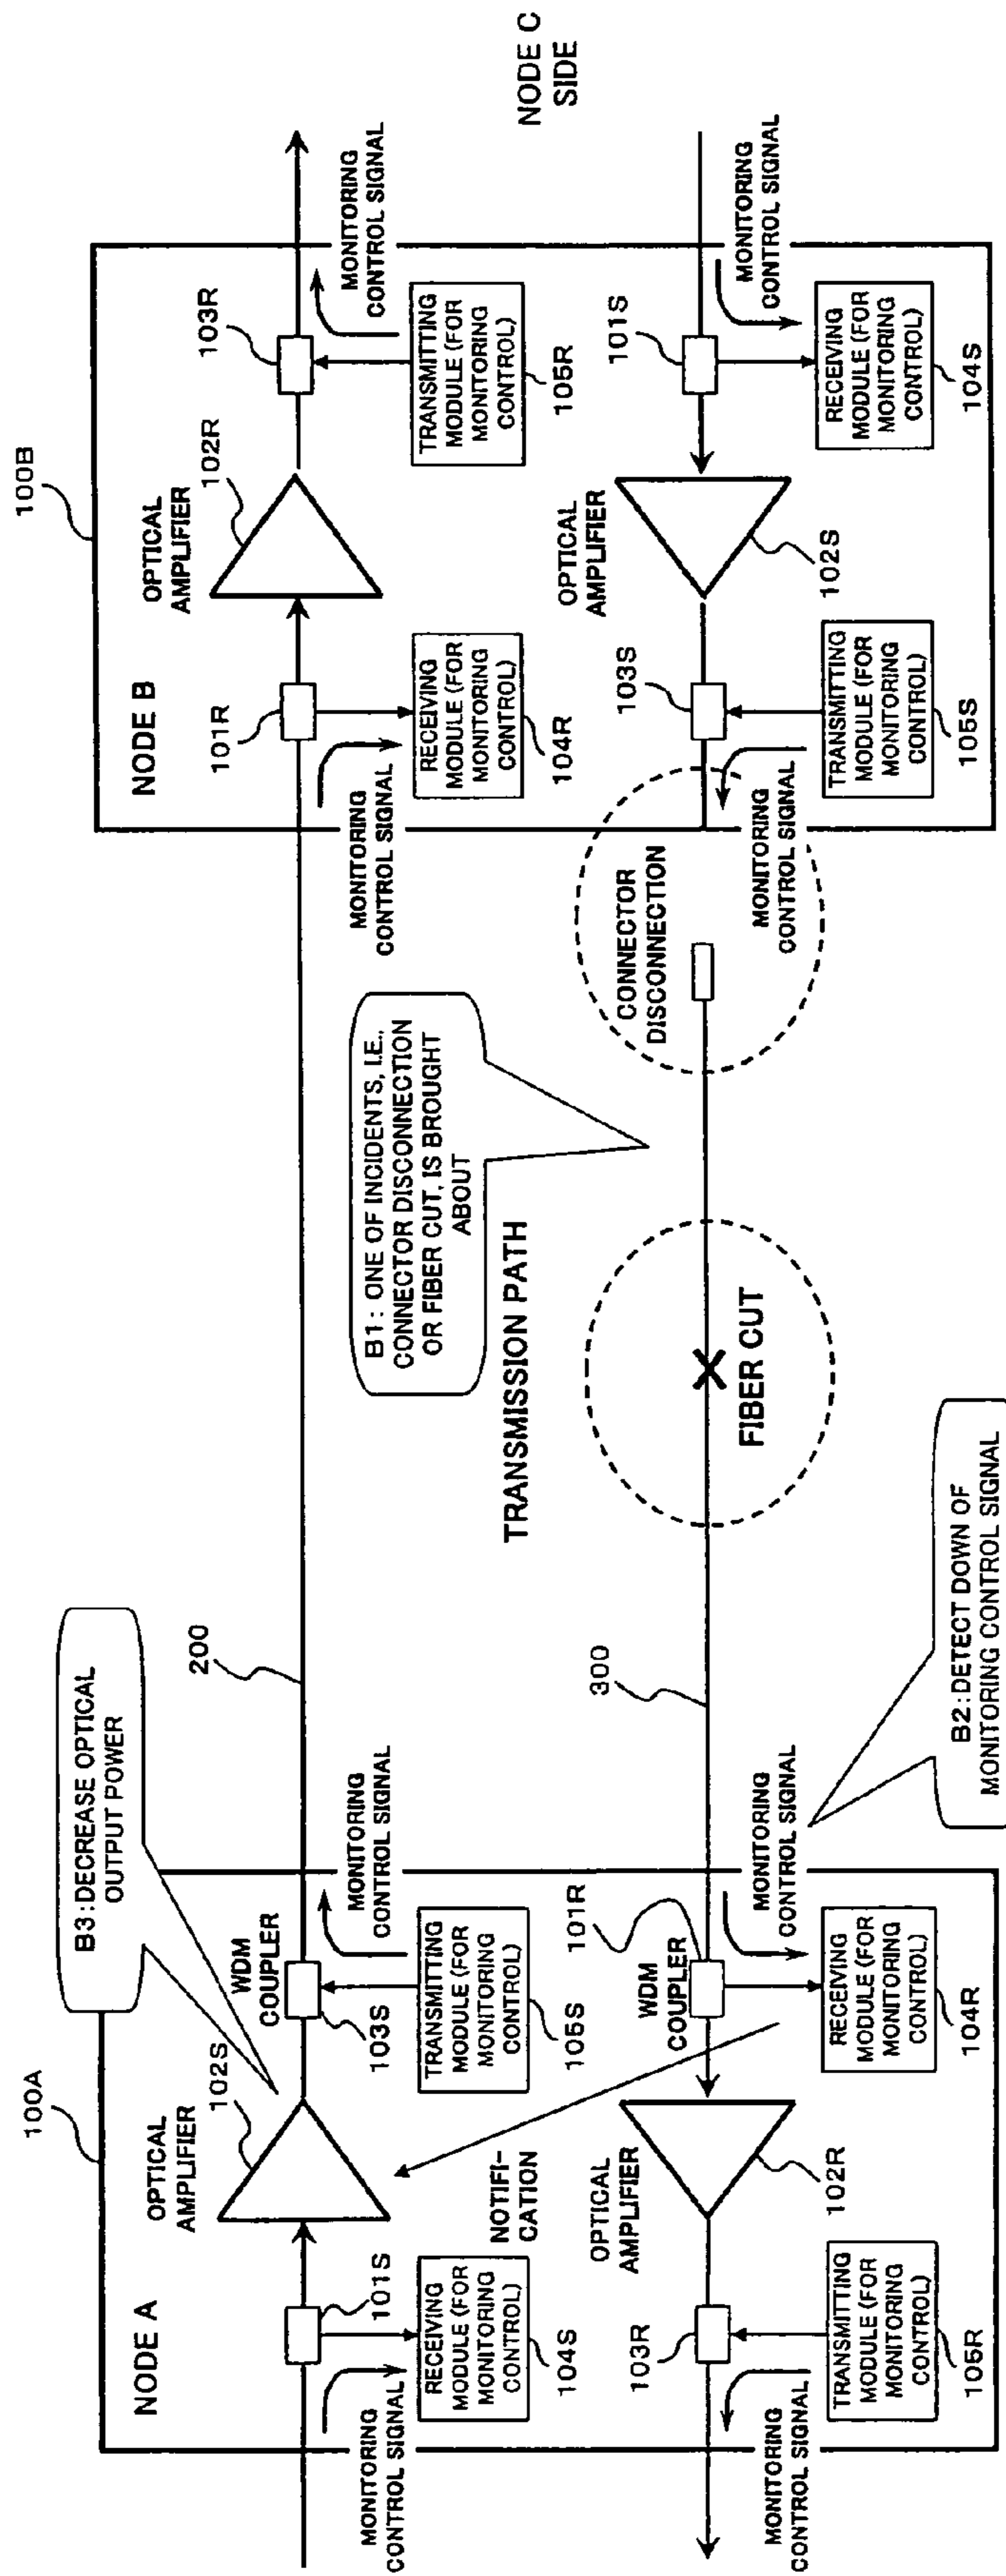 100A
NODE A
OPTICAL
AMPLIFIER
102S
B3:DECREASE OPTICAL
OUTPUT POWER
101S
WDM
COUPLER
103S
MONITORING
CONTROL SIGNAL
RECEIVING
MODULE (FOR
MONITORING
CONTROL)
104S
NOTIFI-
CATION
TRANSMITTING
MODULE (FOR
MONITORING
CONTROL)
105S
MONITORING
CONTROL SIGNAL
OPTICAL
AMPLIFIER
102R
103R
WDM
COUPLER
101R
MONITORING
CONTROL SIGNAL
TRANSMITTING
MODULE (FOR
MONITORING
CONTROL)
105R
RECEIVING
MODULE (FOR
MONITORING
CONTROL)
104R
MONITORING
CONTROL SIGNAL
B2:DETECT DOWN OF
MONITORING CONTROL SIGNAL
200
TRANSMISSION PATH
B1: ONE OF INCIDENTS, I.E.,
CONNECTOR DISCONNECTION
OR FIBER CUT, IS BROUGHT
ABOUT
300
FIBER CUT
CONNECTOR
DISCONNECTION
100B
NODE B
OPTICAL
AMPLIFIER
102R
101R
103R
MONITORING
CONTROL SIGNAL
RECEIVING
MODULE (FOR
MONITORING
CONTROL)
104R
TRANSMITTING
MODULE (FOR
MONITORING
CONTROL)
105R
MONITORING
CONTROL SIGNAL
NODE C
SIDE
OPTICAL
AMPLIFIER
102S
103S
101S
MONITORING
CONTROL SIGNAL
TRANSMITTING
MODULE (FOR
MONITORING
CONTROL)
105S
RECEIVING
MODULE (FOR
MONITORING
CONTROL)
104S
MONITORING
CONTROL SIGNAL